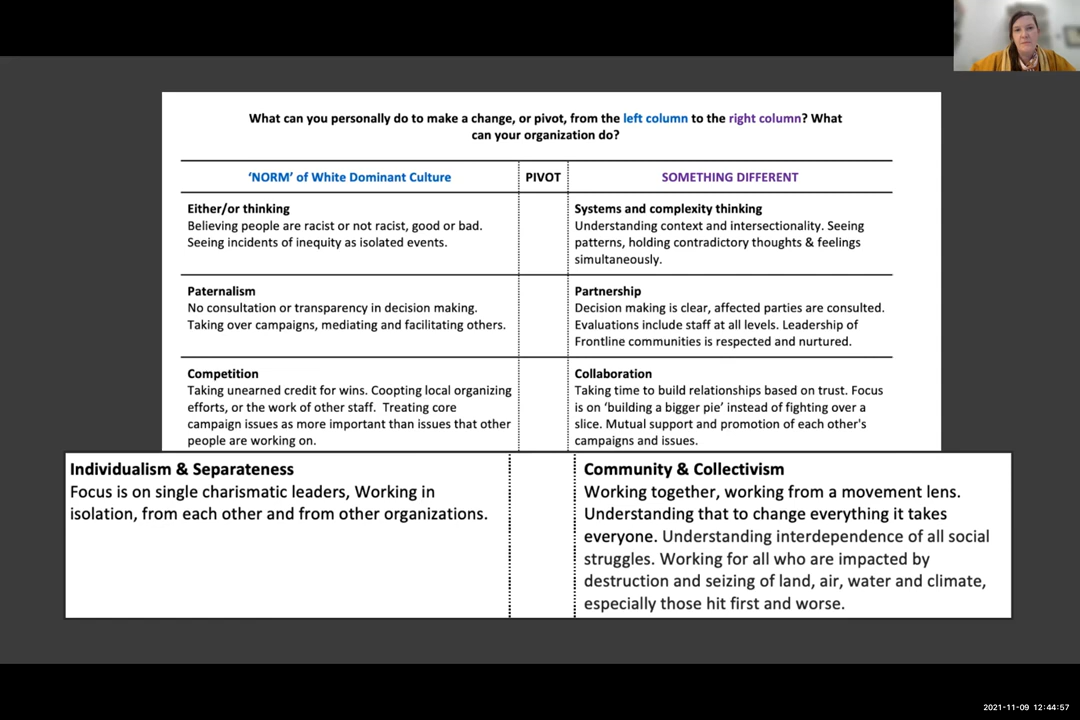 What can you personally do to make a change, or pivot, from the left column to the right column? What
can your organization do?
‘NORM’ of White Dominant Culture
PIVOT
SOMETHING DIFFERENT
Either/or thinking
Believing people are racist or not racist, good or bad.
Seeing incidents of inequity as isolated events.
Systems and complexity thinking
Understanding context and intersectionality. Seeing
patterns, holding contradictory thoughts & feelings
simultaneously.
Paternalism
No consultation or transparency in decision making.
Taking over campaigns, mediating and facilitating others.
Partnership
Decision making is clear, affected parties are consulted.
Evaluations include staff at all levels. Leadership of
Frontline communities is respected and nurtured.
Competition
Taking unearned credit for wins. Coopting local organizing
efforts, or the work of other staff.  Treating core
campaign issues as more important than issues that other
people are working on.
Collaboration
Taking time to build relationships based on trust. Focus
is on ‘building a bigger pie’ instead of fighting over a
slice. Mutual support and promotion of each other's
campaigns and issues.
Individualism & Separateness
Focus is on single charismatic leaders, Working in
isolation, from each other and from other organizations.
Community & Collectivism
Working together, working from a movement lens.
Understanding that to change everything it takes
everyone. Understanding interdependence of all social
struggles. Working for all who are impacted by
destruction and seizing of land, air, water and climate,
especially those hit first and worse.
2021-11-09 12:44:57